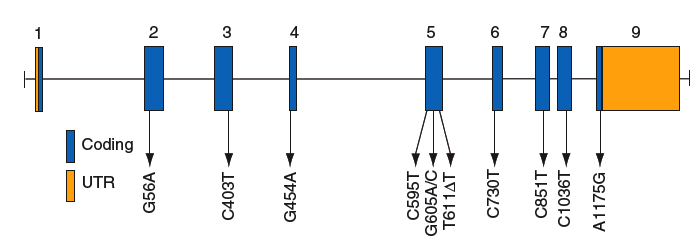 1 2 3 4 5 6 7 8 9
Coding
UTR
G56A
C403T
G454A
C595T
G605A/C
T611ΔT
C730T
C851T
C1036T
A1175G